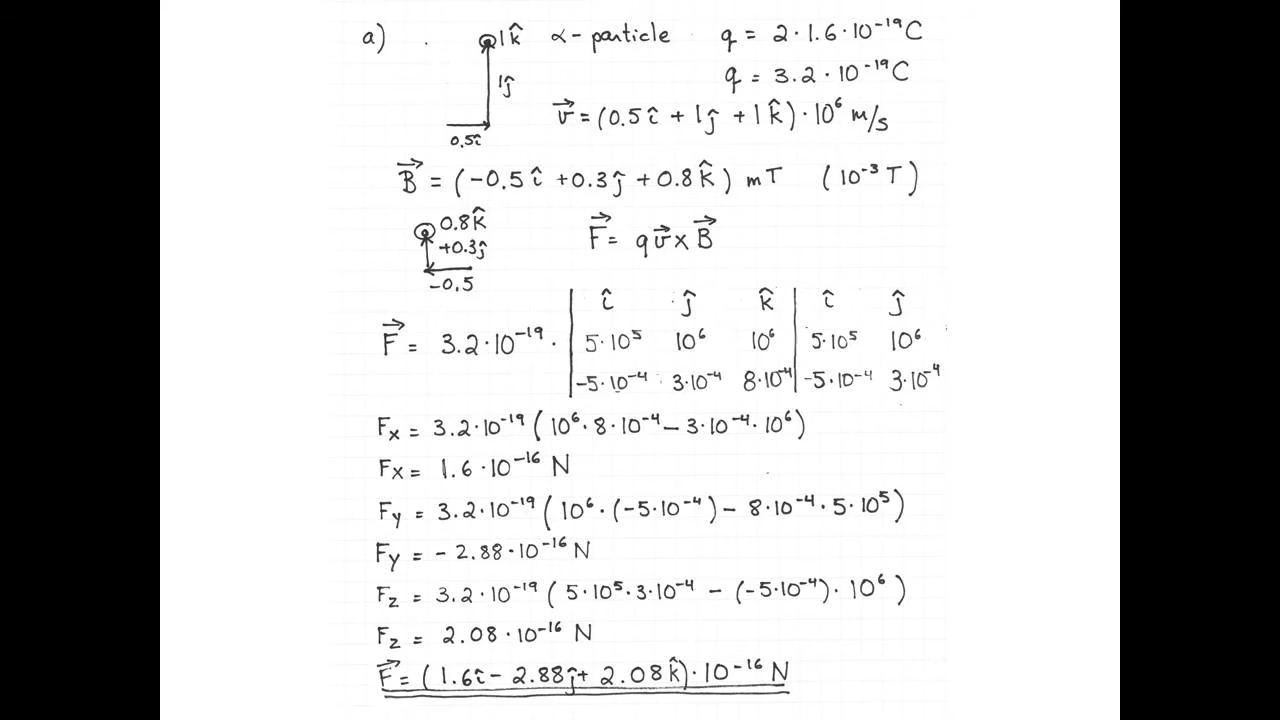 a) 1k̂ α-particle q = 2·1.6·10⁻¹⁹C
1ĵ q = 3.2·10⁻¹⁹C
0.5î v⃗ = (0.5î + 1ĵ + 1k̂)·10⁶ m/s
B⃗ = (-0.5î +0.3ĵ +0.8k̂) mT (10⁻³ T)
0.8k̂
+0.3ĵ F⃗ = qv⃗ x B⃗
-0.5
î ĵ k̂ | î ĵ
F⃗ = 3.2·10⁻¹⁹· | 5·10⁵ 10⁶ 10⁶ | 5·10⁵ 10⁶
-5·10⁻⁴ 3·10⁻⁴ 8·10⁻⁴ | -5·10⁻⁴ 3·10⁻⁴
Fx = 3.2·10⁻¹⁹(10⁶·8·10⁻⁴ - 3·10⁻⁴·10⁶)
Fx = 1.6·10⁻¹⁶ N
Fy = 3.2·10⁻¹⁹(10⁶·(-5·10⁻⁴) - 8·10⁻⁴·5·10⁵)
Fy = -2.88·10⁻¹⁶ N
Fz = 3.2·10⁻¹⁹(5·10⁵·3·10⁻⁴ - (-5·10⁻⁴)·10⁶)
Fz = 2.08·10⁻¹⁶ N
F⃗ = (1.6î - 2.88ĵ + 2.08k̂)·10⁻¹⁶ N